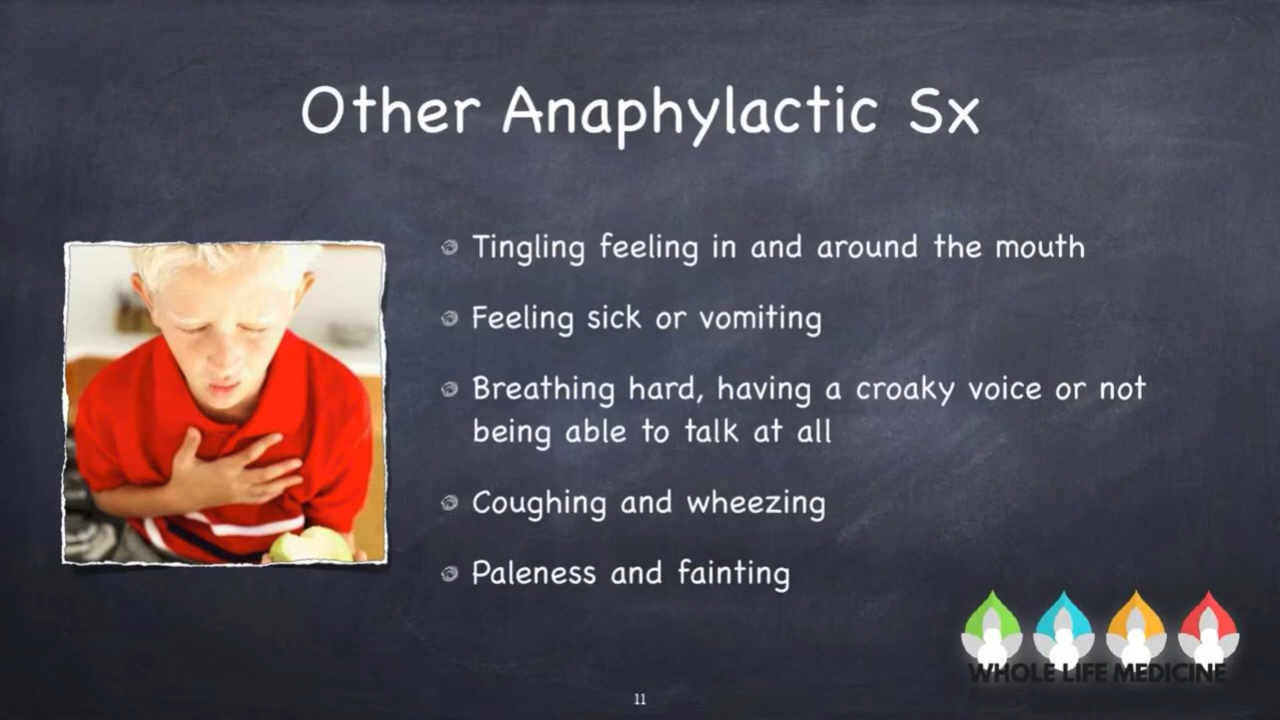 Other Anaphylactic Sx
Tingling feeling in and around the mouth
Feeling sick or vomiting
Breathing hard, having a croaky voice or not
being able to talk at all
Coughing and wheezing
Paleness and fainting
WHOLE LIFE MEDICINE
11